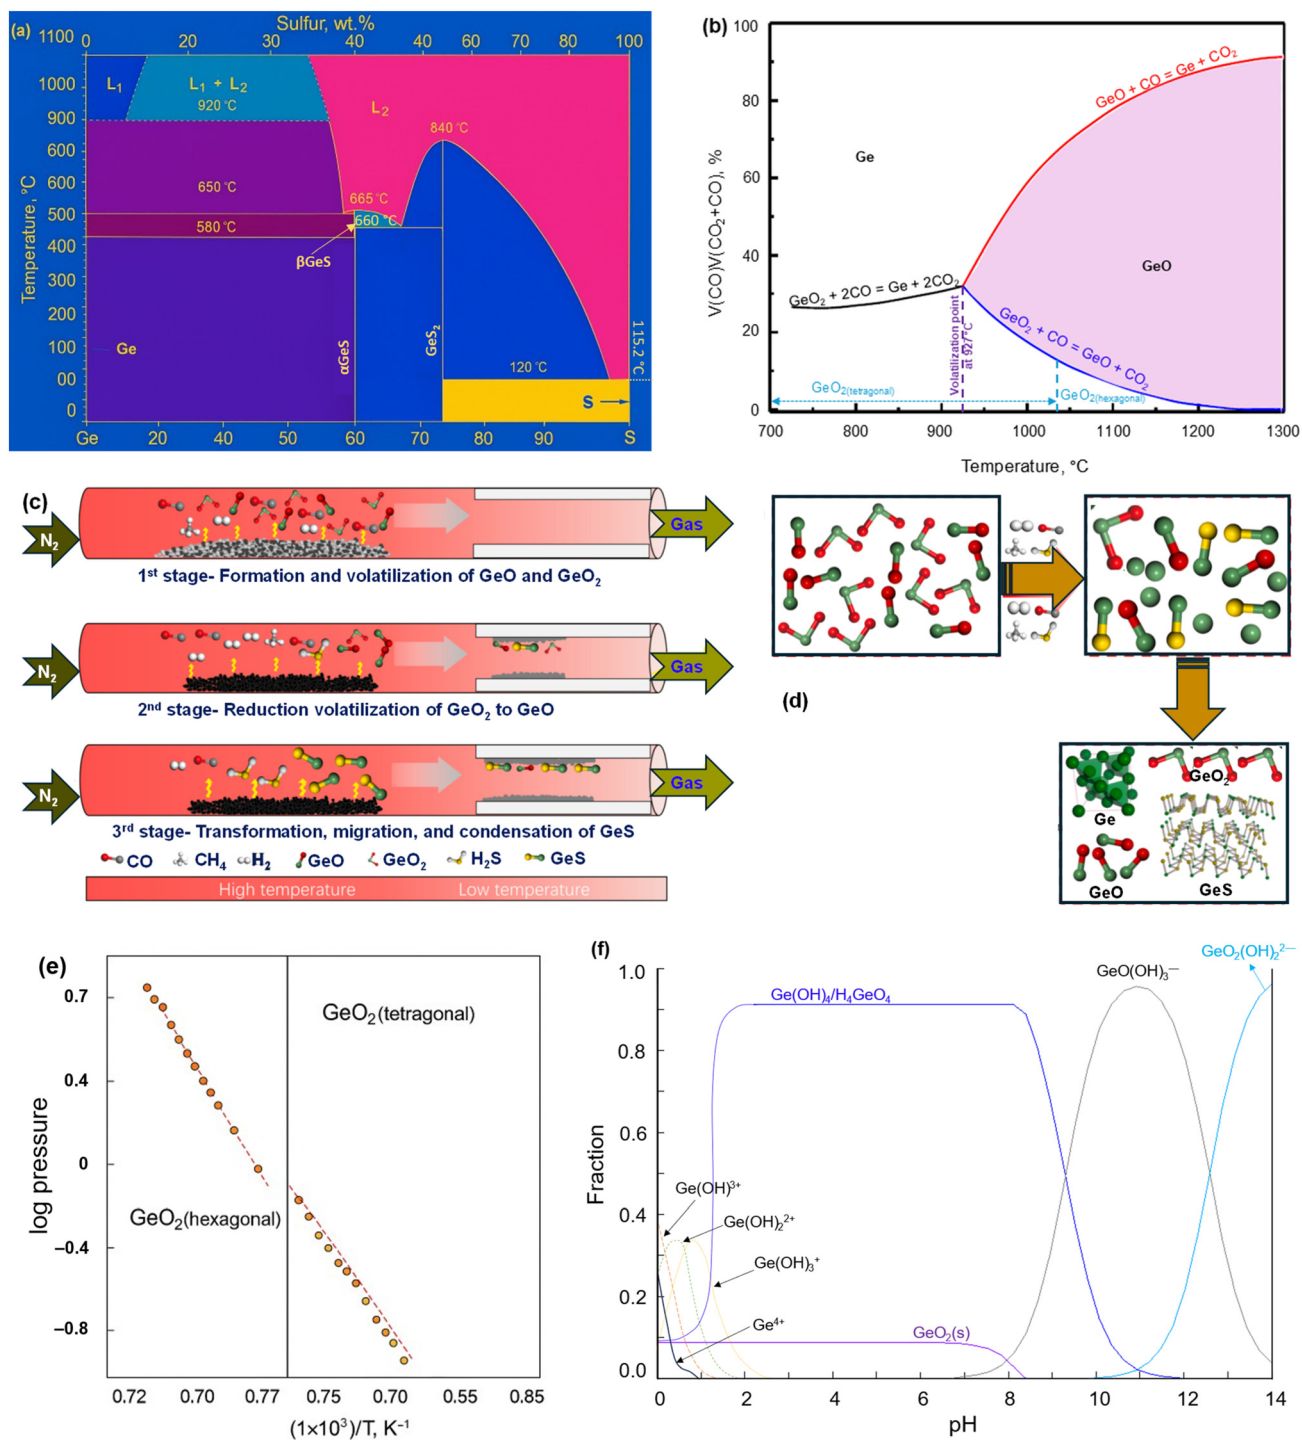 (a)
Sulfur, wt.%
0 20 30 40 40 60 70 80 100
Temperature, °C
1100
1000
900
600
600
500
400
300
200
100
00
0
L1
L1 + L2
920 °C
L2
840 °C
650 °C
665 °C
660 °C
580 °C
βGeS
αGeS
GeS2
Ge
120 °C
115.2 °C
S
Ge 20 40 50 60 70 90 S
(b)
V(CO)V(CO2+CO), %
100
80
60
40
20
0
Ge
GeO + CO = Ge + CO2
GeO
GeO2 + 2CO = Ge + 2CO2
GeO2 + CO = GeO + CO2
Volatilization point
at 927°C
GeO2(tetragonal)
GeO2(hexagonal)
700 800 900 1000 1100 1200 1300
Temperature, °C
(c)
N2
Gas
1st stage- Formation and volatilization of GeO and GeO2
N2
Gas
2nd stage- Reduction volatilization of GeO2 to GeO
N2
Gas
3rd stage- Transformation, migration, and condensation of GeS
CO CH4 H2 GeO GeO2 H2S GeS
High temperature Low temperature
(d)
Ge
GeO2
GeO
GeS
(e)
log pressure
0.7
0.4
0
–0.4
–0.8
GeO2(tetragonal)
GeO2(hexagonal)
0.72 0.70 0.77 0.75 0.70 0.55 0.85
(1×10³)/T, K⁻¹
(f)
Fraction
1.0
0.8
0.6
0.4
0.2
0.0
GeO2(OH)2²—
GeO(OH)3—
Ge(OH)4/H4GeO4
Ge(OH)³⁺
Ge(OH)2²⁺
Ge(OH)3⁺
Ge⁴⁺
GeO2(s)
0 2 4 6 8 10 12 14
pH